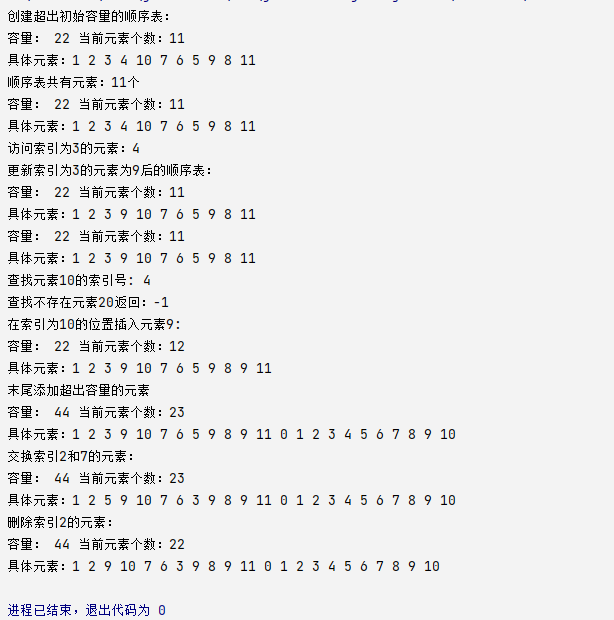 创建超出初始容量的顺序表：
容量： 22 当前元素个数：11
具体元素：1 2 3 4 10 7 6 5 9 8 11
顺序表共有元素：11个
容量： 22 当前元素个数：11
具体元素：1 2 3 4 10 7 6 5 9 8 11
访问索引为3的元素：4
更新索引为3的元素为9后的顺序表：
容量： 22 当前元素个数：11
具体元素：1 2 3 9 10 7 6 5 9 8 11
容量： 22 当前元素个数：11
具体元素：1 2 3 9 10 7 6 5 9 8 11
查找元素10的索引号: 4
查找不存在元素20返回：-1
在索引为10的位置插入元素9:
容量： 22 当前元素个数：12
具体元素：1 2 3 9 10 7 6 5 9 8 9 11
末尾添加超出容量的元素
容量： 44 当前元素个数：23
具体元素：1 2 3 9 10 7 6 5 9 8 9 11 0 1 2 3 4 5 6 7 8 9 10
交换索引2和7的元素：
容量： 44 当前元素个数：23
具体元素：1 2 5 9 10 7 6 3 9 8 9 11 0 1 2 3 4 5 6 7 8 9 10
删除索引2的元素：
容量： 44 当前元素个数：22
具体元素：1 2 9 10 7 6 3 9 8 9 11 0 1 2 3 4 5 6 7 8 9 10
进程已结束，退出代码为 0